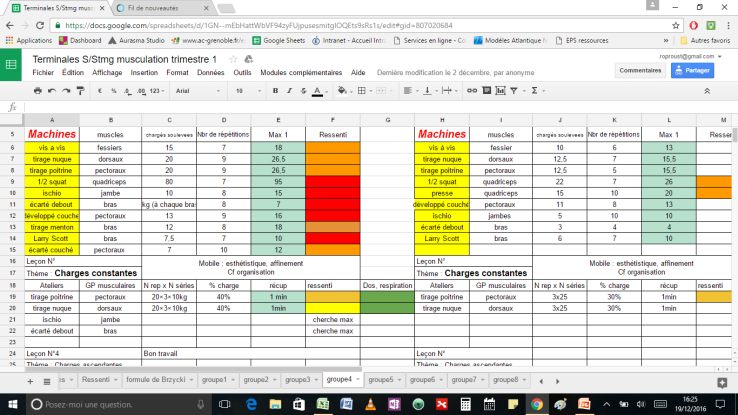 Terminales S/Stmg musc
Fil de nouveautés
https://docs.google.com/spreadsheets/d/1GN--mEbHattWbVF94zyFUjpusesmitgIOQEts9sRs1s/edit#gid=807020684
Applications Dashboard Aurasma Studio www.ac-grenoble.fr/e Google Sheets Intranet - Accueil Intr Services en ligne - Co Modèles Atlantique EPS ressources » Autres favoris
Terminales S/Stmg musculation trimestre 1
roproust@gmail.com
Fichier Édition Affichage Insertion Format Données Outils Modules complémentaires Aide Dernière modification le 2 décembre, par anonyme
Commentaires Partager
€ % .0 .00 123 Arial 10 B I S A
fx
A B C D E F G H I J K L M
5 Machines muscles chargés soulevées Nbr de répétitions Max 1 Ressenti Machines muscles chargés soulevées Nbr de répétitions Max 1 Ressen
6 vis a vis fessiers 15 7 18 vis à vis fessier 10 6 13
7 tirage nuque dorsaux 20 9 26,5 tirage nuque dorsaux 12,5 7 15,5
8 tirage poitrine pectoraux 20 9 26,5 tirage poitrine pectoraux 12,5 5 15,5
9 1/2 squat quadriceps 80 7 95 1/2 squat quadriceps 22 7 26
10 ischio jambe 10 8 15 presse quadriceps 15 10 20
11 écarté debout bras kg (à chaque bras 8 7 développé couché pectoraux 11 8 13
12 développé couché pectoraux 13 9 16 ischio jambes 5 10 10
13 tirage menton bras 12 8 18 écarté debout bras 3 4 4
14 Larry Scott bras 7,5 7 10 Larry Scott bras 6 7 10
15 écarté couché pectoraux 7 10 12
16 Leçon N° Mobile : esthétistique, affinement Leçon N° Mobile : esthétistique, affinement
17 Thème : Charges constantes Cf organisation Thème : Charges constantes Cf organisation
18 Ateliers GP musculaires N rep x N séries % charge récup ressenti Dos, respiration Ateliers GP musculaires N rep x N séries % charge récup ressenti
19 tirage poitrine pectoraux 20×3×10kg 40% 1 min tirage poitrine pectoraux 3x25 30% 1min
20 tirage nuque dorsaux 20×3×10kg 40% 1min tirage nuque dorsaux 3x25 30% 1min
21 ischio jambe cherche max
22 écarté debout bras cherche max
23
24 Leçon N°4 Bon travail Leçon N°
25 Thème : Charges ascendantes Thème : Charges ascendantes
Ressenti formule de Brzycki groupe1 groupe2 groupe3 groupe4 groupe5 groupe6 groupe7 groupe8
Posez-moi une question.
16:25
19/12/2016